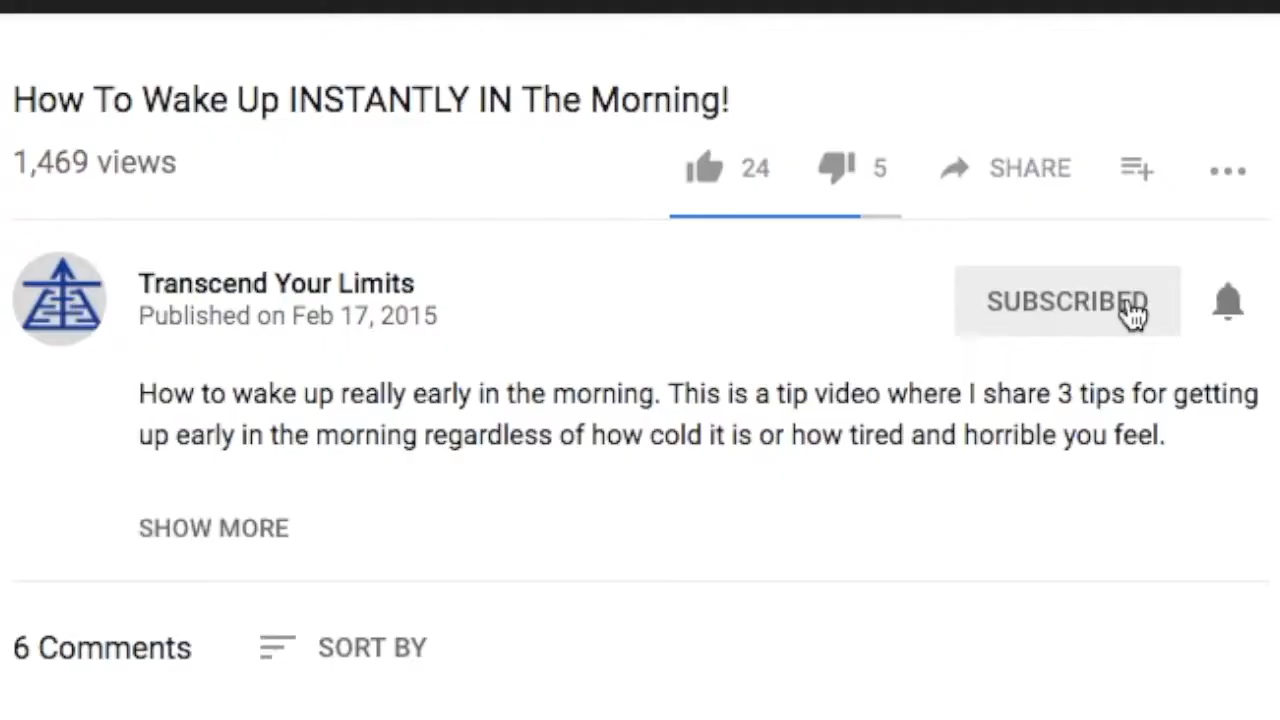 How To Wake Up INSTANTLY IN The Morning!
1,469 views
24
5
SHARE
Transcend Your Limits
Published on Feb 17, 2015
SUBSCRIBED
How to wake up really early in the morning. This is a tip video where I share 3 tips for getting
up early in the morning regardless of how cold it is or how tired and horrible you feel.
SHOW MORE
6 Comments
SORT BY